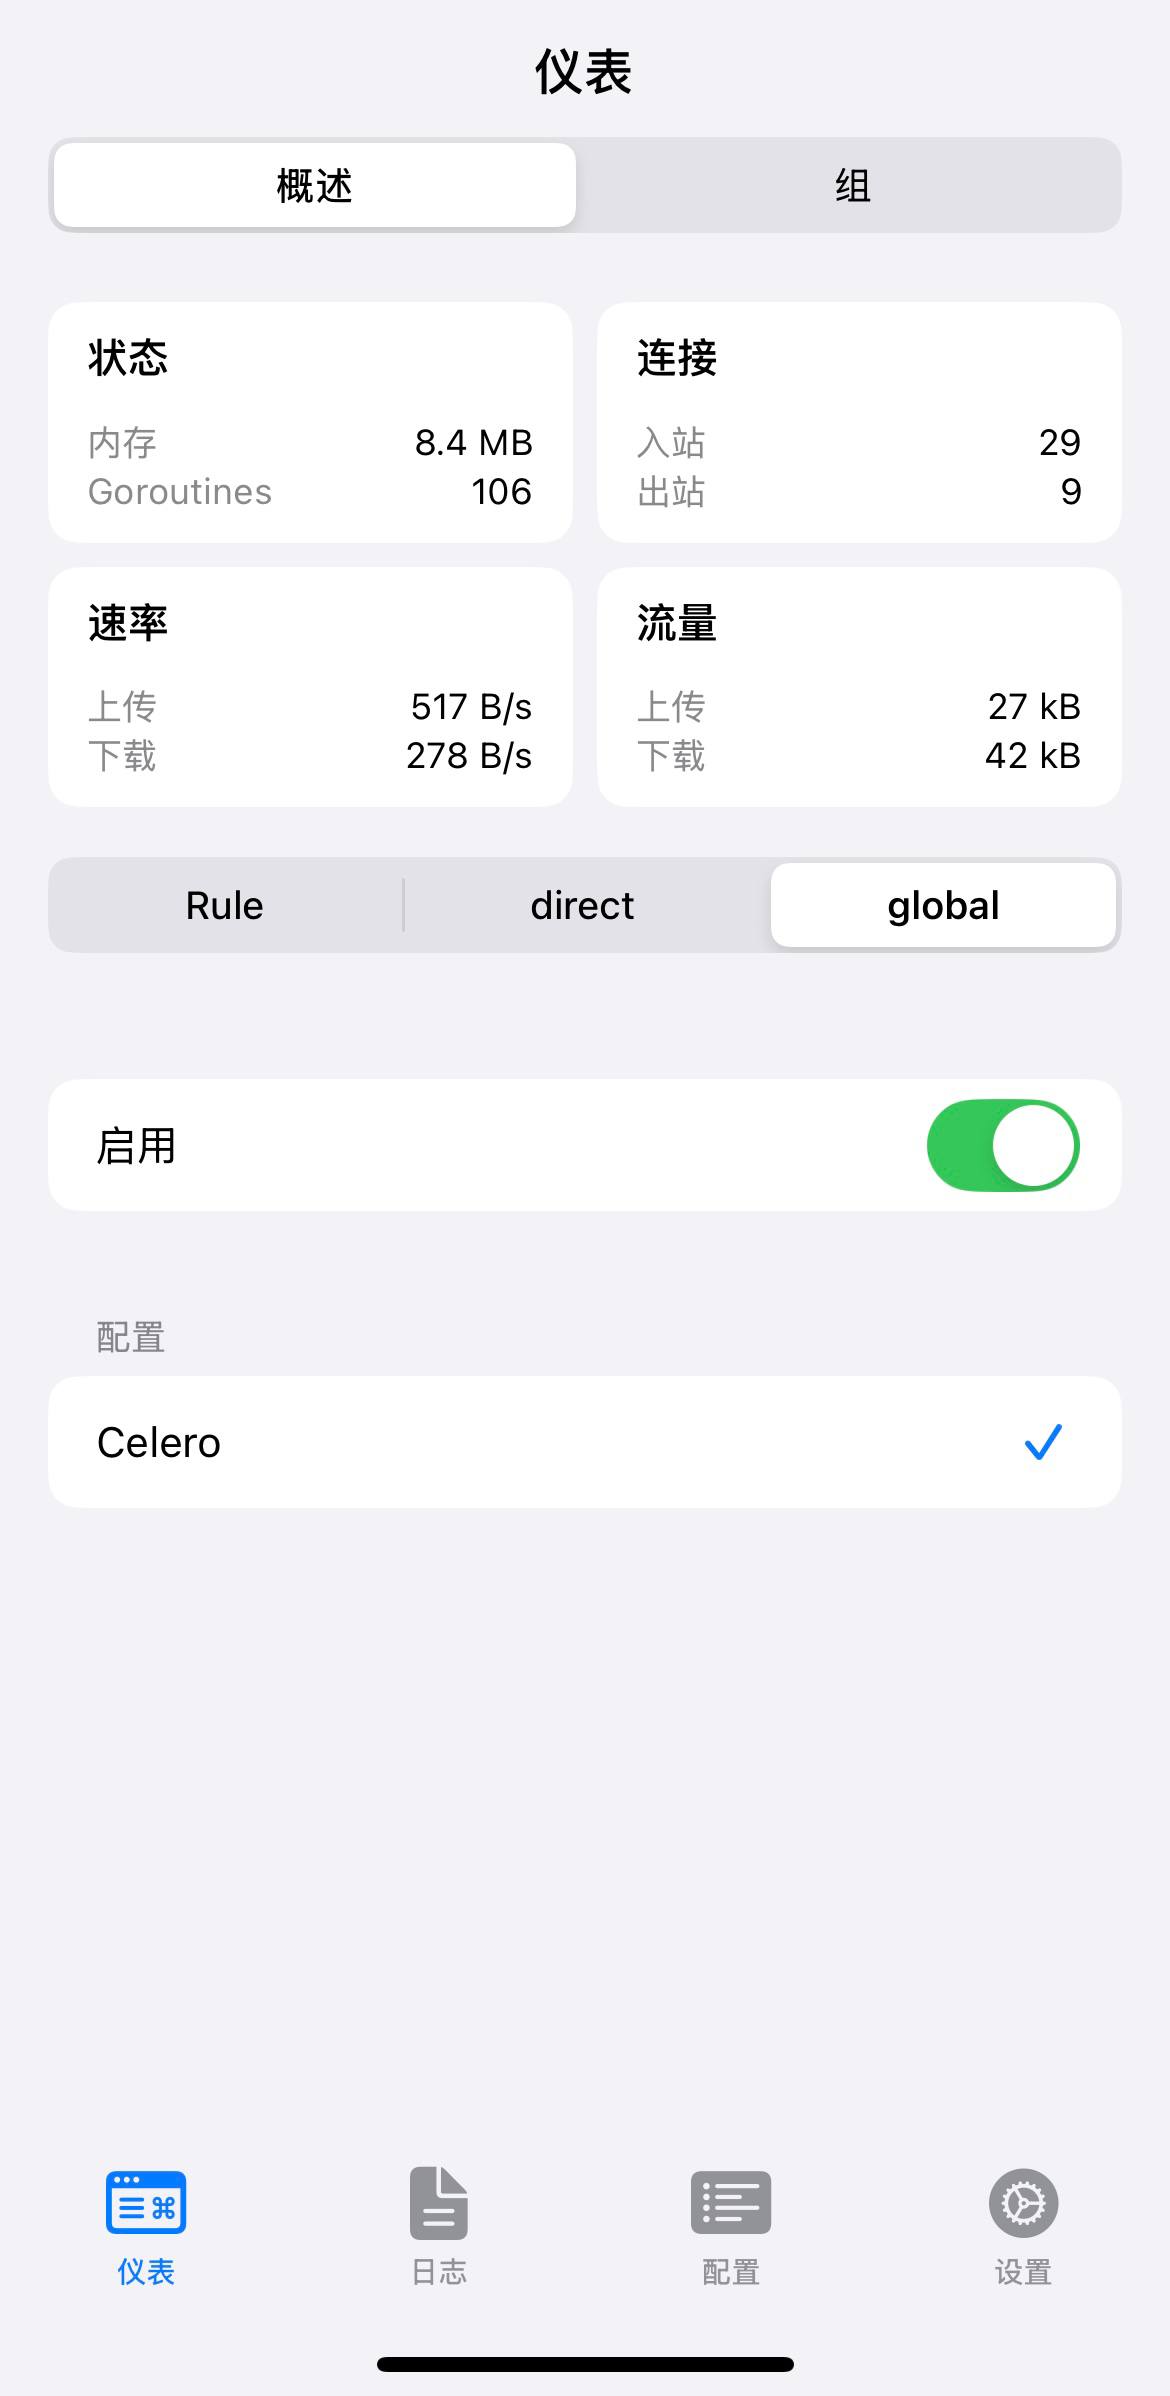 仪表
概述 组
状态
内存 8.4 MB
Goroutines 106
连接
入站 29
出站 9
速率
上传 517 B/s
下载 278 B/s
流量
上传 27 kB
下载 42 kB
Rule direct global
启用
配置
Celero
仪表 日志 配置 设置